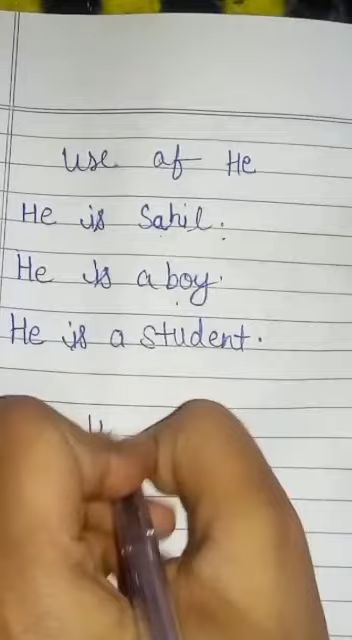 Use of He
He is Sahil.
He is a boy.
He is a student.